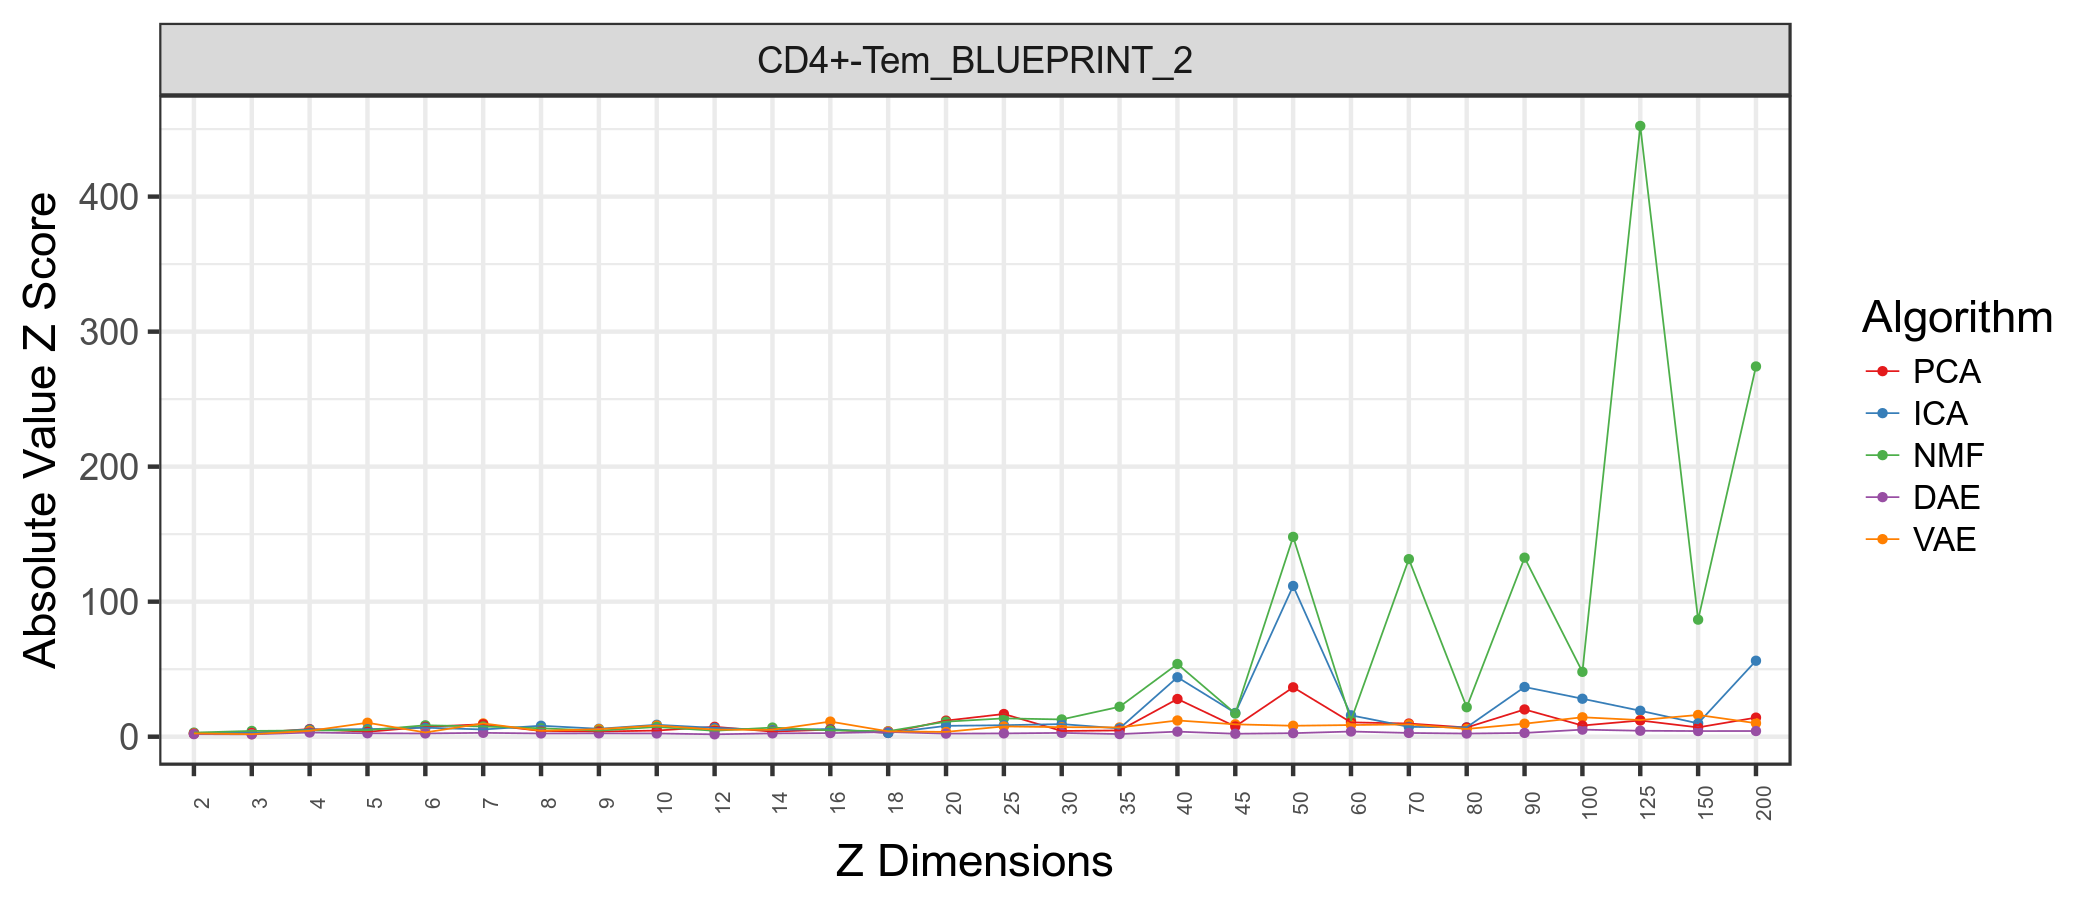 CD4+-Tem_BLUEPRINT_2
Absolute Value Z Score
400
300
200
100
0
2 3 4 5 6 7 8 9 10 12 14 16 18 20 25 30 35 40 45 50 60 70 80 90 100 125 150 200
Z Dimensions
Algorithm
PCA
ICA
NMF
DAE
VAE